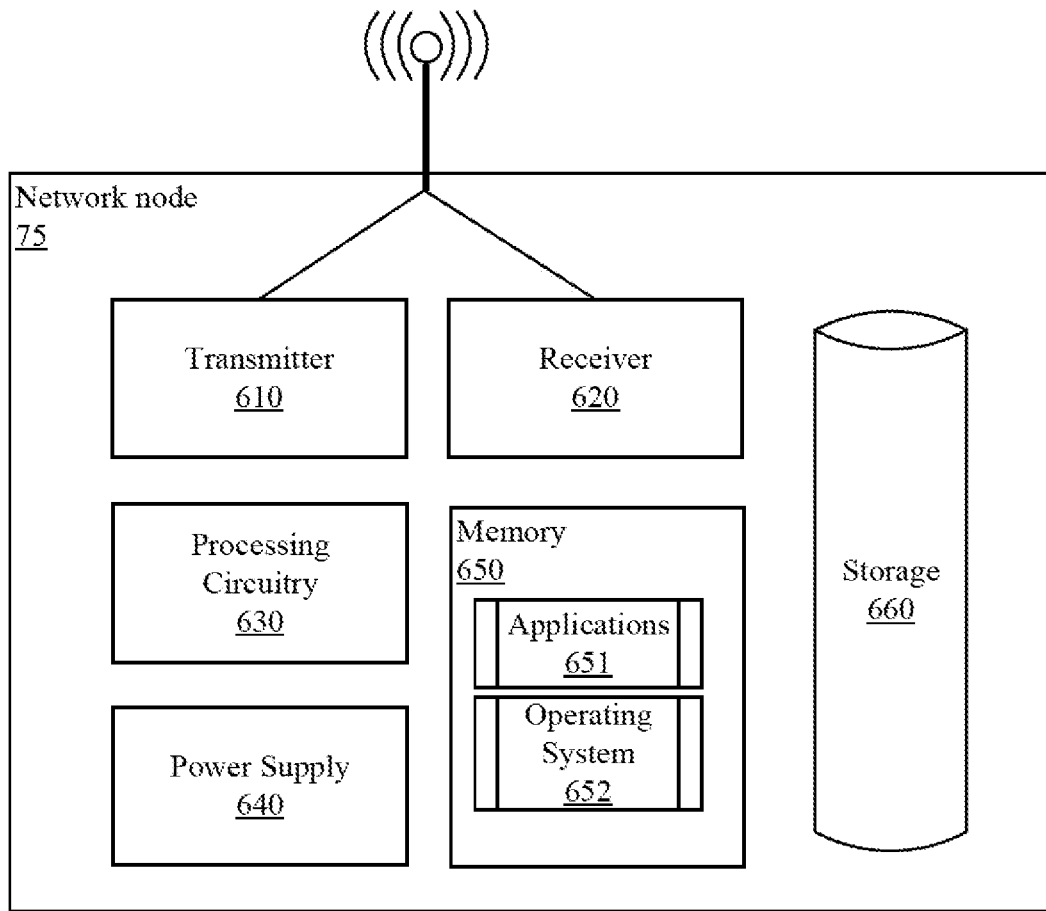 Network node
75
Transmitter
610
Receiver
620
Processing
Circuitry
630
Memory
650
Applications
651
Operating
System
652
Storage
660
Power Supply
640